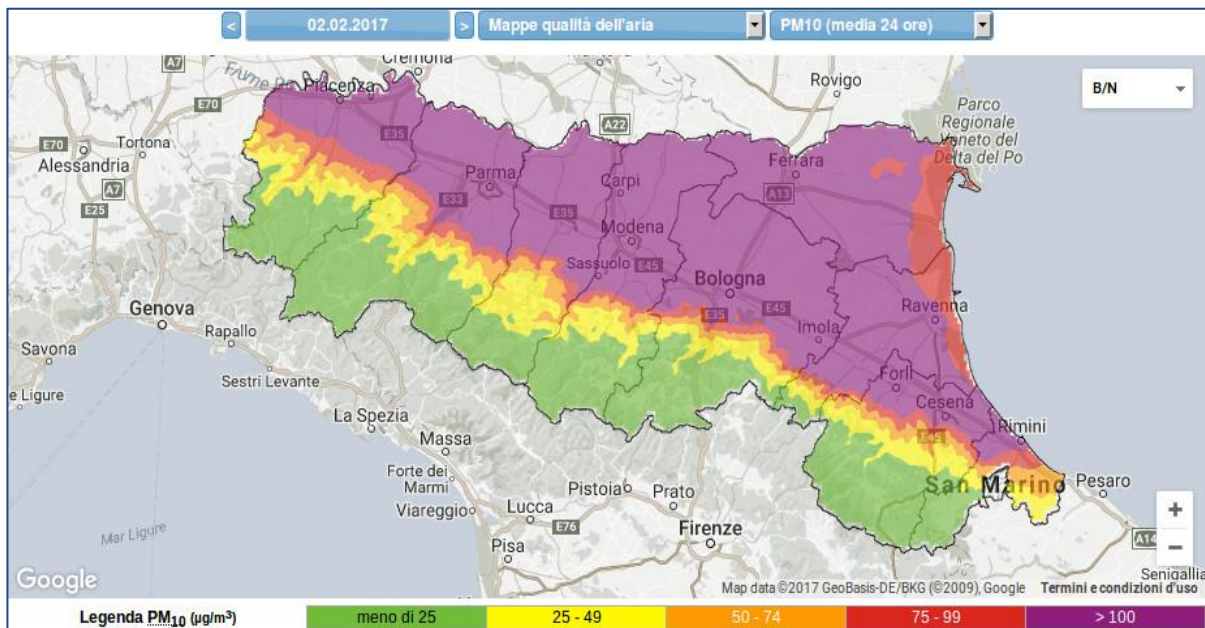 < 02.02.2017 > Mappe qualità dell'aria PM10 (media 24 ore)
A7 Fiume Po Cremona
Piacenza Rovigo B/N
E70 A22 Parco
Regionale
Veneto del
Delta del Po
E70 Tortona E35 Ferrara
Alessandria Parma Carpi A13
A7 E33 E35 Modena
E25 Sassuolo E45 Bologna
Genova E45 Ravenna
Rapallo E35 Imola
Savona
Sestri Levante Forlì
e Ligure La Spezia Cesena
Massa E45 Rimini
Forte dei
Marmi
San Marino
Pistoia Prato Pesaro
Viareggio Lucca +
E76 Firenze
Mar Ligure A14 −
Pisa Senigallia
Google Map data ©2017 GeoBasis-DE/BKG (©2009), Google Termini e condizioni d'uso
Legenda PM10 (µg/m³) meno di 25 25 - 49 50 - 74 75 - 99 > 100